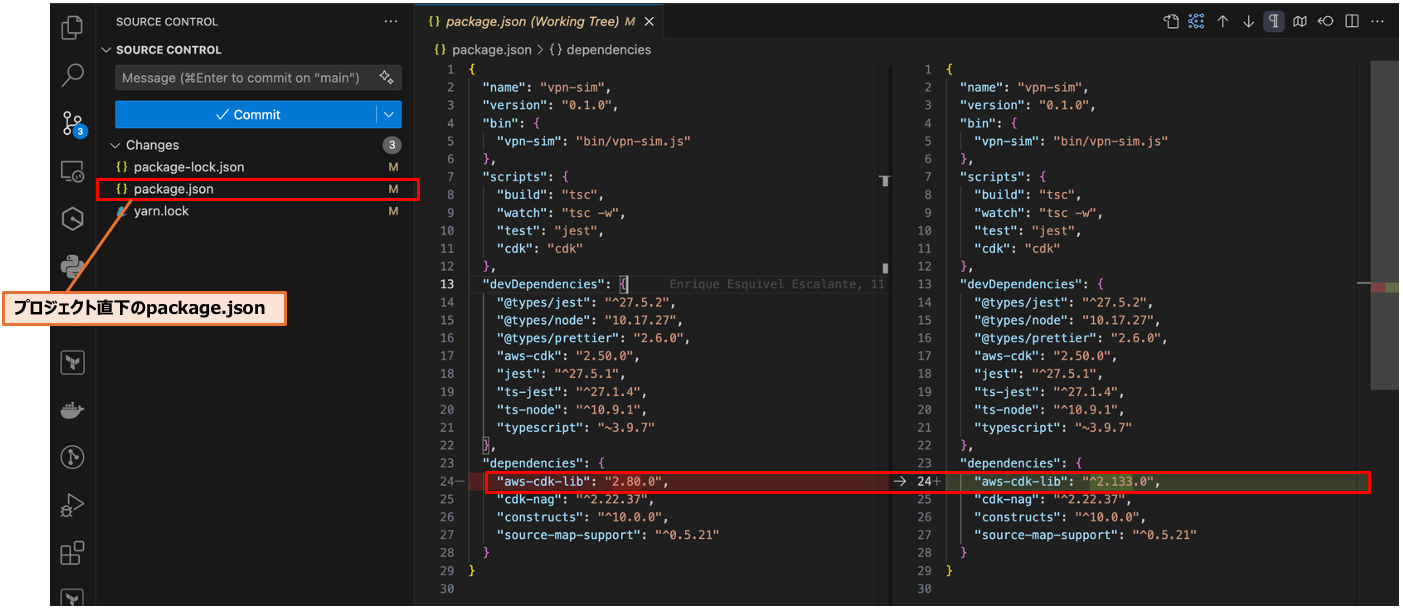 SOURCE CONTROL
SOURCE CONTROL
Message (⌘Enter to commit on "main")
Commit
Changes 3
{} package-lock.json M
{} package.json M
yarn.lock M
3
プロジェクト直下のpackage.json
{} package.json (Working Tree) M
{} package.json > {} dependencies
1 {
2 "name": "vpn-sim",
3 "version": "0.1.0",
4 "bin": {
5 "vpn-sim": "bin/vpn-sim.js"
6 },
7 "scripts": {
8 "build": "tsc",
9 "watch": "tsc -w",
10 "test": "jest",
11 "cdk": "cdk"
12 },
13 "devDependencies": { Enrique Esquivel Escalante, 11
14 "@types/jest": "^27.5.2",
15 "@types/node": "10.17.27",
16 "@types/prettier": "2.6.0",
17 "aws-cdk": "2.50.0",
18 "jest": "^27.5.1",
19 "ts-jest": "^27.1.4",
20 "ts-node": "^10.9.1",
21 "typescript": "~3.9.7"
22 },
23 "dependencies": {
24− "aws-cdk-lib": "2.80.0",
25 "cdk-nag": "^2.22.37",
26 "constructs": "^10.0.0",
27 "source-map-support": "^0.5.21"
28 }
29 }
30
1 {
2 "name": "vpn-sim",
3 "version": "0.1.0",
4 "bin": {
5 "vpn-sim": "bin/vpn-sim.js"
6 },
7 "scripts": {
8 "build": "tsc",
9 "watch": "tsc -w",
10 "test": "jest",
11 "cdk": "cdk"
12 },
13 "devDependencies": {
14 "@types/jest": "^27.5.2",
15 "@types/node": "10.17.27",
16 "@types/prettier": "2.6.0",
17 "aws-cdk": "2.50.0",
18 "jest": "^27.5.1",
19 "ts-jest": "^27.1.4",
20 "ts-node": "^10.9.1",
21 "typescript": "~3.9.7"
22 },
23 "dependencies": {
→ 24+ "aws-cdk-lib": "^2.133.0",
25 "cdk-nag": "^2.22.37",
26 "constructs": "^10.0.0",
27 "source-map-support": "^0.5.21"
28 }
29 }
30